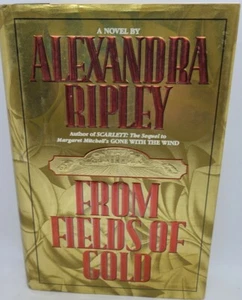 A NOVEL BY
ALEXANDRA
RIPLEY
Author of SCARLETT: The Sequel to
Margaret Mitchell's GONE WITH THE WIND
FROM
FIELDS OF
GOLD